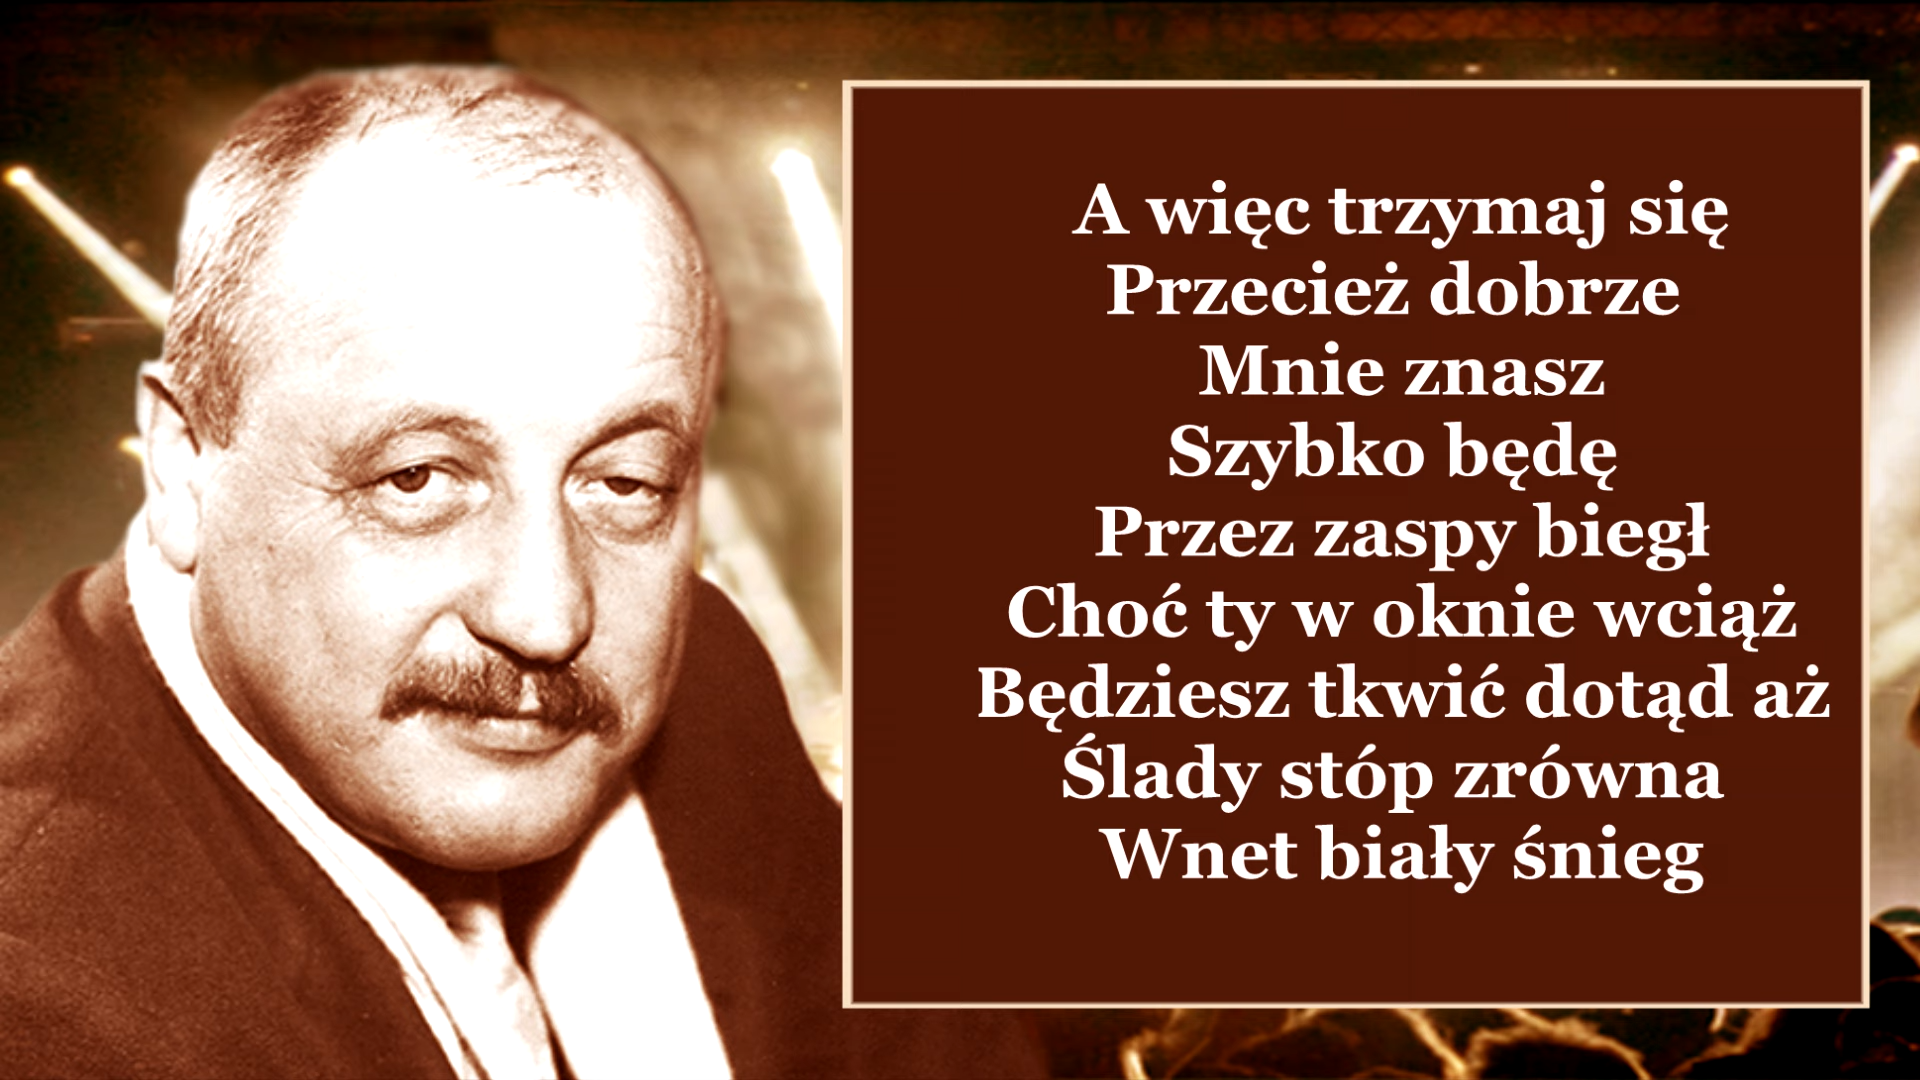 A więc trzymaj się
Przecież dobrze
Mnie znasz
Szybko będę
Przez zaspy biegł
Choć ty w oknie wciąż
Będziesz tkwić dotąd aż
Ślady stóp zrówna
Wnet biały śnieg